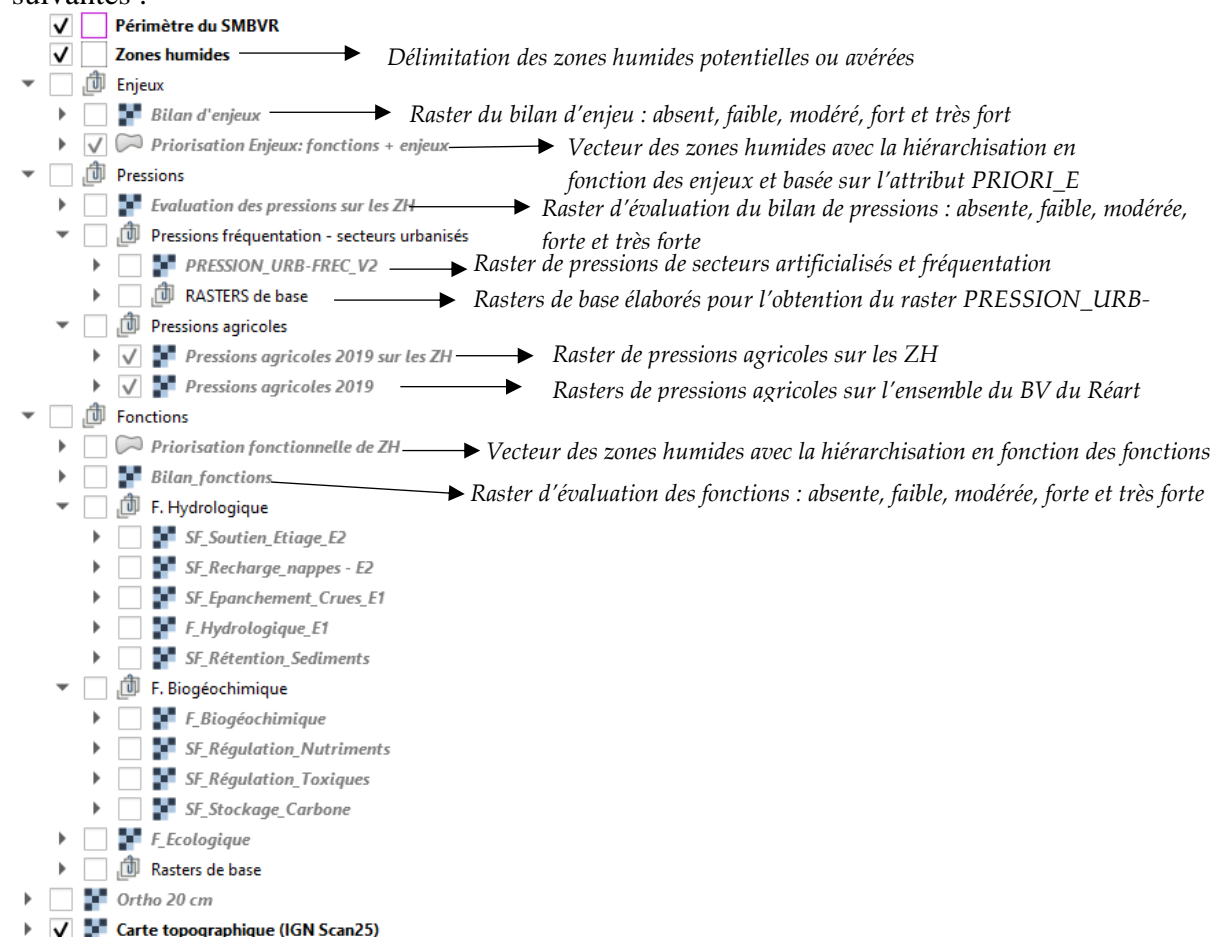 suivantes :
Périmètre du SMBVR
Zones humides
Délimitation des zones humides potentielles ou avérées
Enjeux
Bilan d'enjeux
Raster du bilan d'enjeu : absent, faible, modéré, fort et très fort
Priorisation Enjeux: fonctions + enjeux
Vecteur des zones humides avec la hiérarchisation en
fonction des enjeux et basée sur l'attribut PRIORI_E
Pressions
Evaluation des pressions sur les ZH
Raster d'évaluation du bilan de pressions : absente, faible, modérée,
forte et très forte
Pressions fréquentation - secteurs urbanisés
PRESSION_URB-FREC_V2
Raster de pressions de secteurs artificialisés et fréquentation
RASTERS de base
Rasters de base élaborés pour l'obtention du raster PRESSION_URB-
Pressions agricoles
Pressions agricoles 2019 sur les ZH
Raster de pressions agricoles sur les ZH
Pressions agricoles 2019
Rasters de pressions agricoles sur l'ensemble du BV du Réart
Fonctions
Priorisation fonctionnelle de ZH
Vecteur des zones humides avec la hiérarchisation en fonction des fonctions
Bilan_fonctions
Raster d'évaluation des fonctions : absente, faible, modérée, forte et très forte
F. Hydrologique
SF_Soutien_Etiage_E2
SF_Recharge_nappes - E2
SF_Epanchement_Crues_E1
F_Hydrologique_E1
SF_Rétention_Sediments
F. Biogéochimique
F_Biogéochimique
SF_Régulation_Nutriments
SF_Régulation_Toxiques
SF_Stockage_Carbone
F_Ecologique
Rasters de base
Ortho 20 cm
Carte topographique (IGN Scan25)